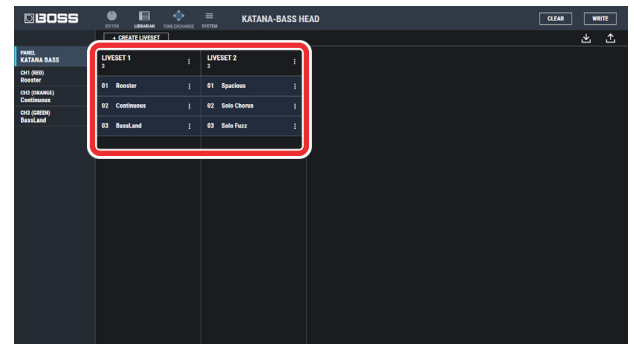 BOSS
EDITOR LIBRARIAN TONE EXCHANGE SYSTEM
KATANA-BASS HEAD
CLEAR WRITE
+ CREATE LIVESET
PANEL
KATANA BASS
CH1 (RED)
Rooster
CH2 (ORANGE)
Continuous
CH3 (GREEN)
BassLand
LIVESET 1
3
01 Rooster
02 Continuous
03 BassLand
LIVESET 2
3
01 Spacious
02 Solo Chorus
03 Solo Fuzz